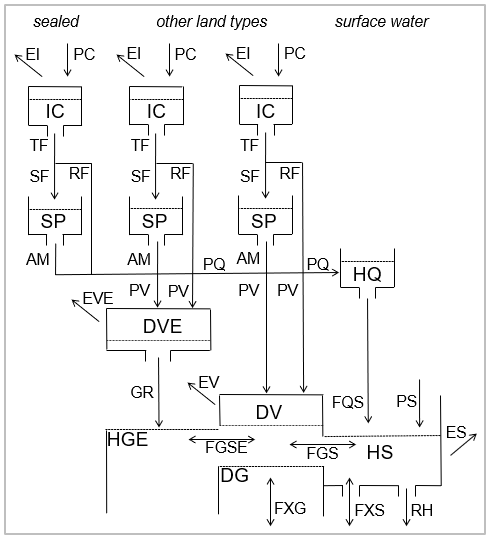 sealed other land types surface water
EI PC EI PC EI PC
IC IC IC
TF TF TF
SF RF SF RF SF RF
SP SP SP
AM AM AM PQ PQ HQ
EVE PV PV PV PV
DVE
GR EV FQS PS
DV
HGE FGSE FGS HS ES
DG
FXG FXS RH